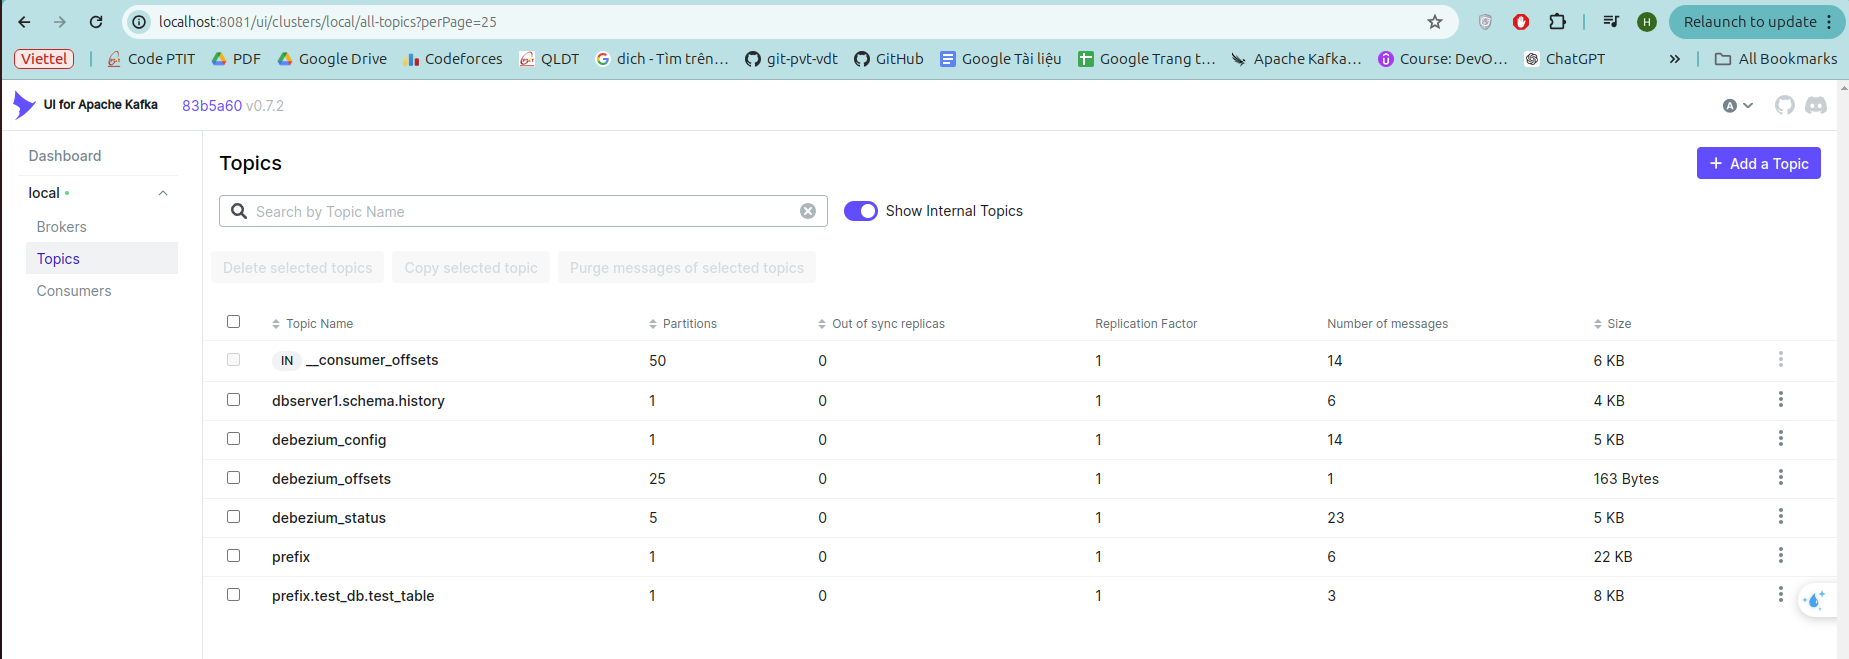 localhost:8081/ui/clusters/local/all-topics?perPage=25
H
Relaunch to update
Viettel
Code PTIT
PDF
Google Drive
Codeforces
QLDT
dich - Tìm trên...
git-pvt-vdt
GitHub
Google Tài liệu
Google Trang t...
Apache Kafka...
Course: DevO...
ChatGPT
»
All Bookmarks
UI for Apache Kafka 83b5a60 v0.7.2
A
Dashboard
local
Brokers
Topics
Consumers
Topics
+ Add a Topic
Search by Topic Name
Show Internal Topics
Delete selected topics
Copy selected topic
Purge messages of selected topics
Topic Name Partitions Out of sync replicas Replication Factor Number of messages Size
IN __consumer_offsets 50 0 1 14 6 KB
dbserver1.schema.history 1 0 1 6 4 KB
debezium_config 1 0 1 14 5 KB
debezium_offsets 25 0 1 1 163 Bytes
debezium_status 5 0 1 23 5 KB
prefix 1 0 1 6 22 KB
prefix.test_db.test_table 1 0 1 3 8 KB